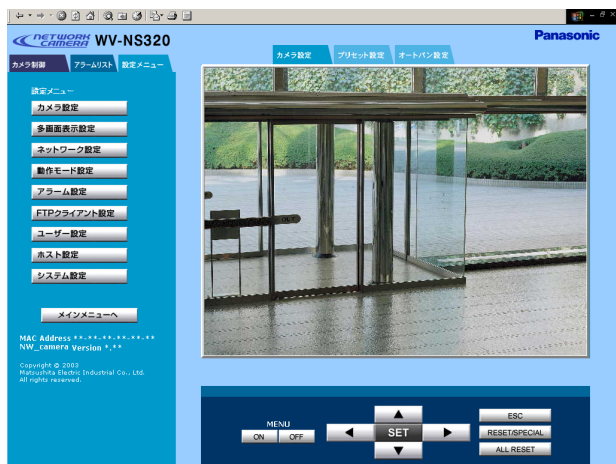 NETWORK CAMERA WV-NS320
Panasonic
カメラ制御 アラームリスト 設定メニュー
カメラ設定 プリセット設定 オートパン設定
設定メニュー
カメラ設定
多画面表示設定
ネットワーク設定
動作モード設定
アラーム設定
FTPクライアント設定
ユーザー設定
ホスト設定
システム設定
メインメニューへ
MAC Address **-**-**-**-**-**
NW_camera Version *.**
Copyright © 2003
Matsushita Electric Industrial Co., Ltd.
All rights reserved.
OUT
MENU
ON OFF
SET
ESC
RESET/SPECIAL
ALL RESET